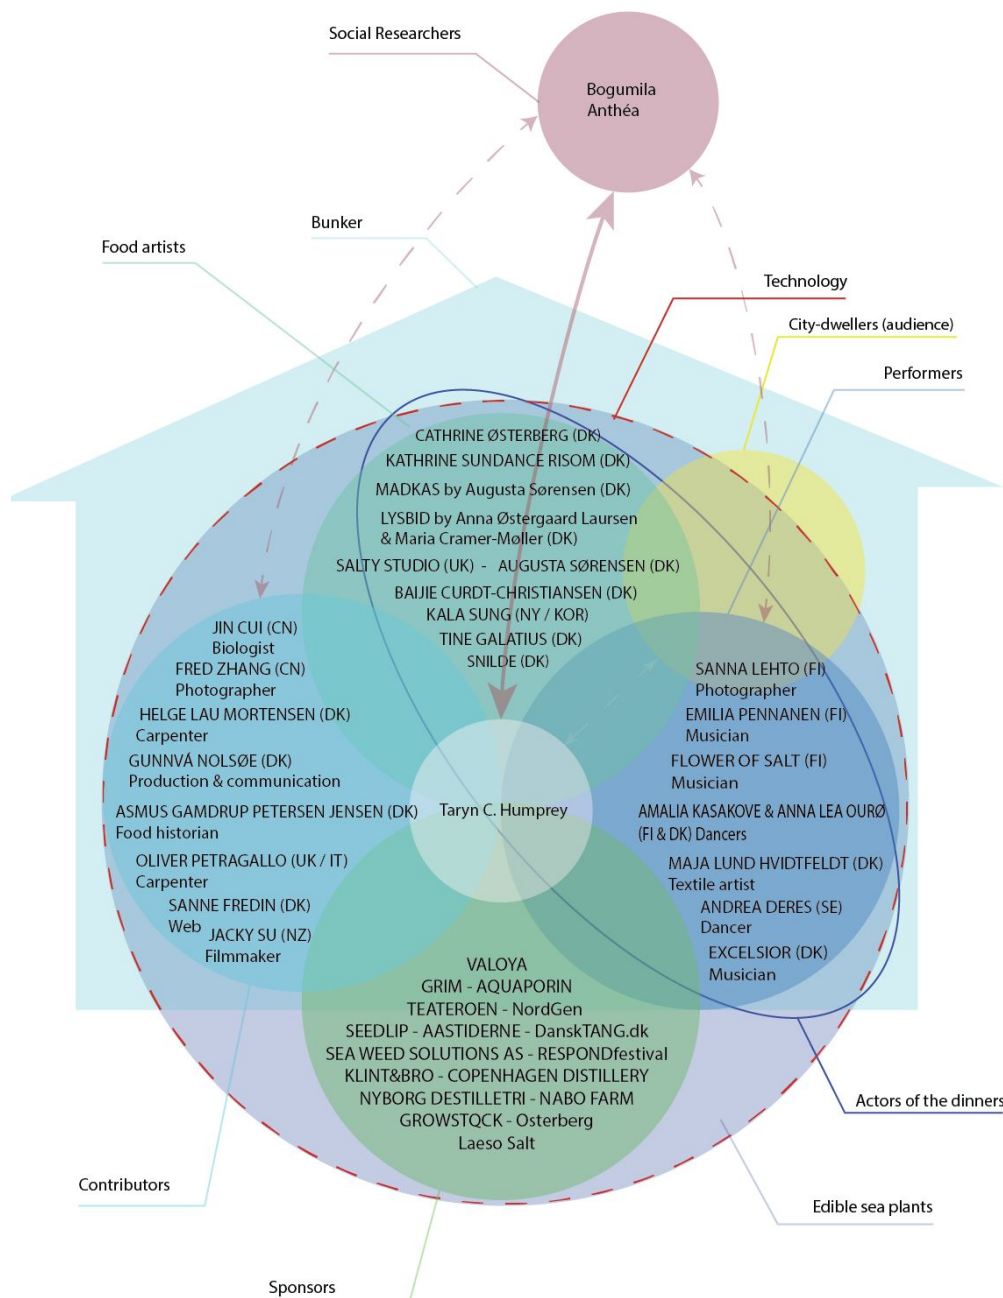 Social Researchers
Bogumila
Anthéa
Bunker
Food artists
Technology
City-dwellers (audience)
Performers
CATHRINE ØSTERBERG (DK)
KATHRINE SUNDANCE RISOM (DK)
MADKAS by Augusta Sørensen (DK)
LYSBID by Anna Østergaard Laursen
& Maria Cramer-Møller (DK)
SALTY STUDIO (UK) - AUGUSTA SØRENSEN (DK)
BAIJIE CURDT-CHRISTIANSEN (DK)
KALA SUNG (NY / KOR)
TINE GALATIUS (DK)
SNILDE (DK)
JIN CUI (CN)
Biologist
FRED ZHANG (CN)
Photographer
HELGE LAU MORTENSEN (DK)
Carpenter
GUNNVÁ NOLSØE (DK)
Production & communication
ASMUS GAMDRUP PETERSEN JENSEN (DK)
Food historian
OLIVER PETRAGALLO (UK / IT)
Carpenter
SANNE FREDIN (DK)
Web
JACKY SU (NZ)
Filmmaker
Taryn C. Humprey
SANNA LEHTO (FI)
Photographer
EMILIA PENNANEN (FI)
Musician
FLOWER OF SALT (FI)
Musician
AMALIA KASAKOVE & ANNA LEA OURØ
(FI & DK) Dancers
MAJA LUND HVIDTFELDT (DK)
Textile artist
ANDREA DERES (SE)
Dancer
EXCELSIOR (DK)
Musician
VALOYA
GRIM - AQUAPORIN
TEATEROEN - NordGen
SEEDLIP - AASTIDERNE - DanskTANG.dk
SEA WEED SOLUTIONS AS - RESPONDfestival
KLINT&BRO - COPENHAGEN DISTILLERY
NYBORG DESTILLETRI - NABO FARM
GROWSTQCK - Osterberg
Laeso Salt
Actors of the dinners
Contributors
Edible sea plants
Sponsors